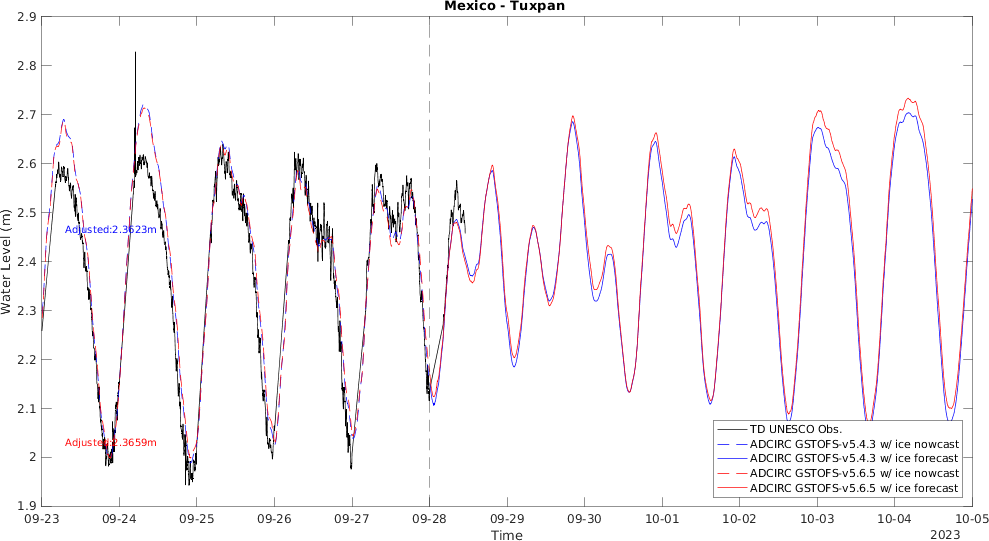 Mexico - Tuxpan
2.9
2.8
2.7
2.6
2.5
2.4
2.3
2.2
2.1
2
1.9
Water Level (m)
Adjusted:2.3623m
Adjusted:2.3659m
TD UNESCO Obs.
ADCIRC GSTOFS-v5.4.3 w/ ice nowcast
ADCIRC GSTOFS-v5.4.3 w/ ice forecast
ADCIRC GSTOFS-v5.6.5 w/ ice nowcast
ADCIRC GSTOFS-v5.6.5 w/ ice forecast
09-23 09-24 09-25 09-26 09-27 09-28 09-29 09-30 10-01 10-02 10-03 10-04 10-05
Time
2023